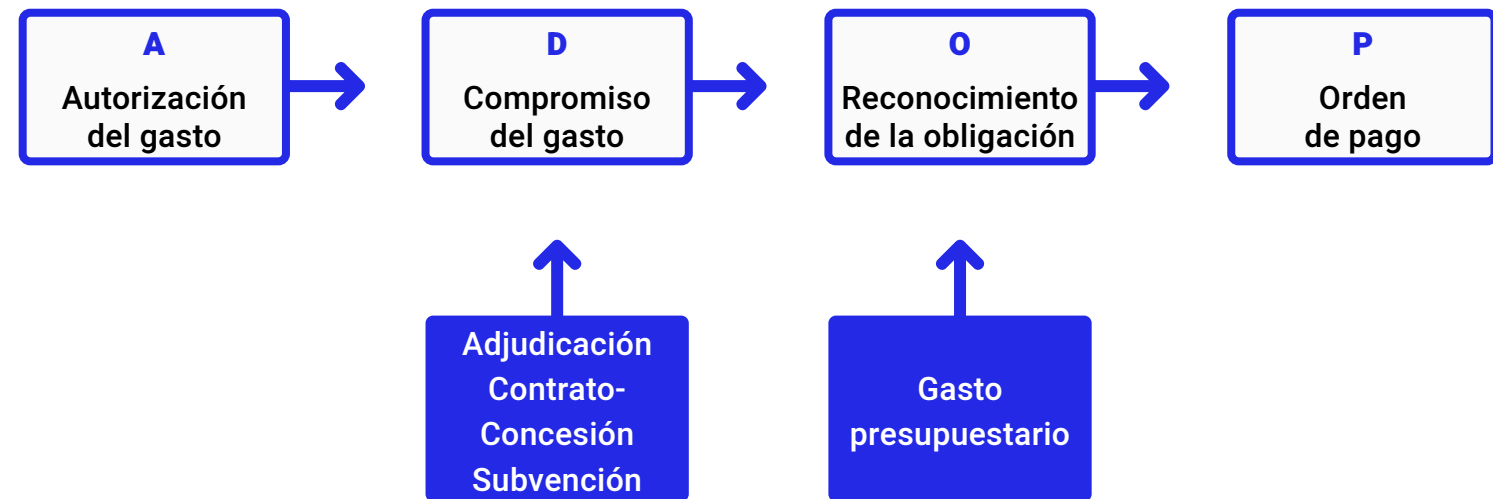 A
Autorización
del gasto
D
Compromiso
del gasto
O
Reconocimiento
de la obligación
P
Orden
de pago
Adjudicación
Contrato-
Concesión
Subvención
Gasto
presupuestario